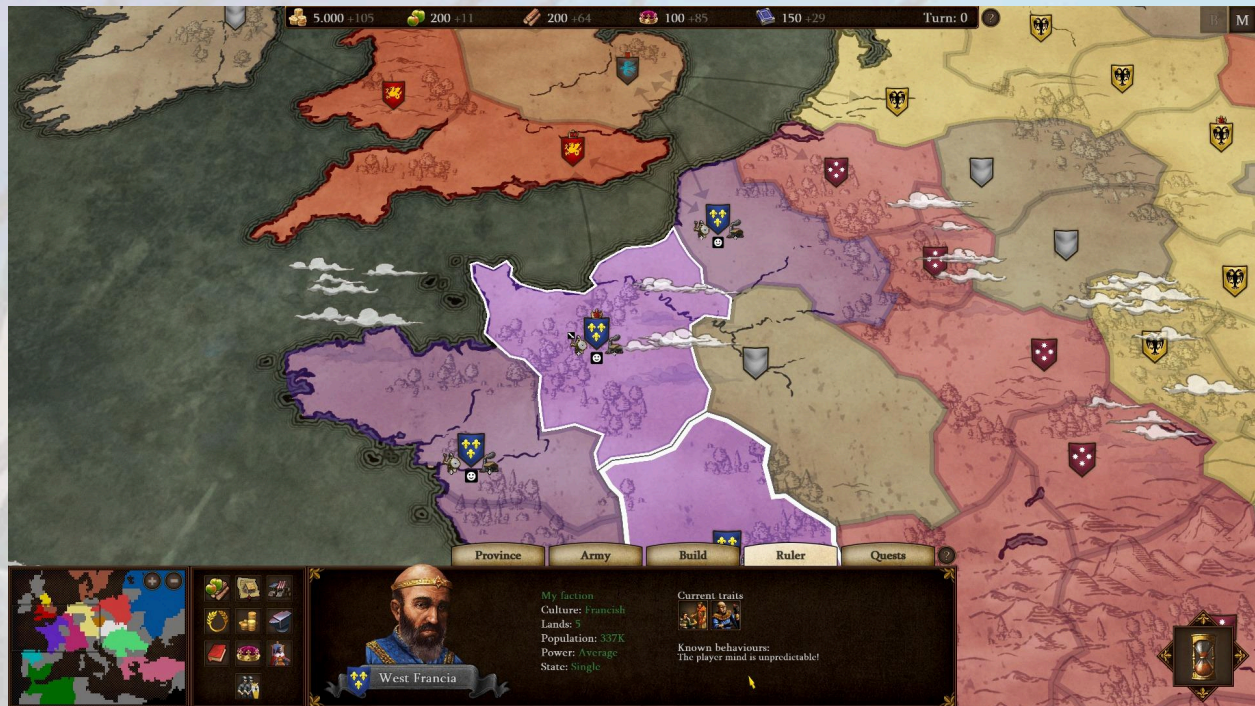 5.000 +105 200 +11 200 +64 100 +85 150 +29 Turn: 0 ? M
Province Army Build Ruler Quests ?
My faction
Culture: Francish
Lands: 5
Population: 337K
Power: Average
State: Single
Current traits
Known behaviours:
The player mind is unpredictable!
West Francia